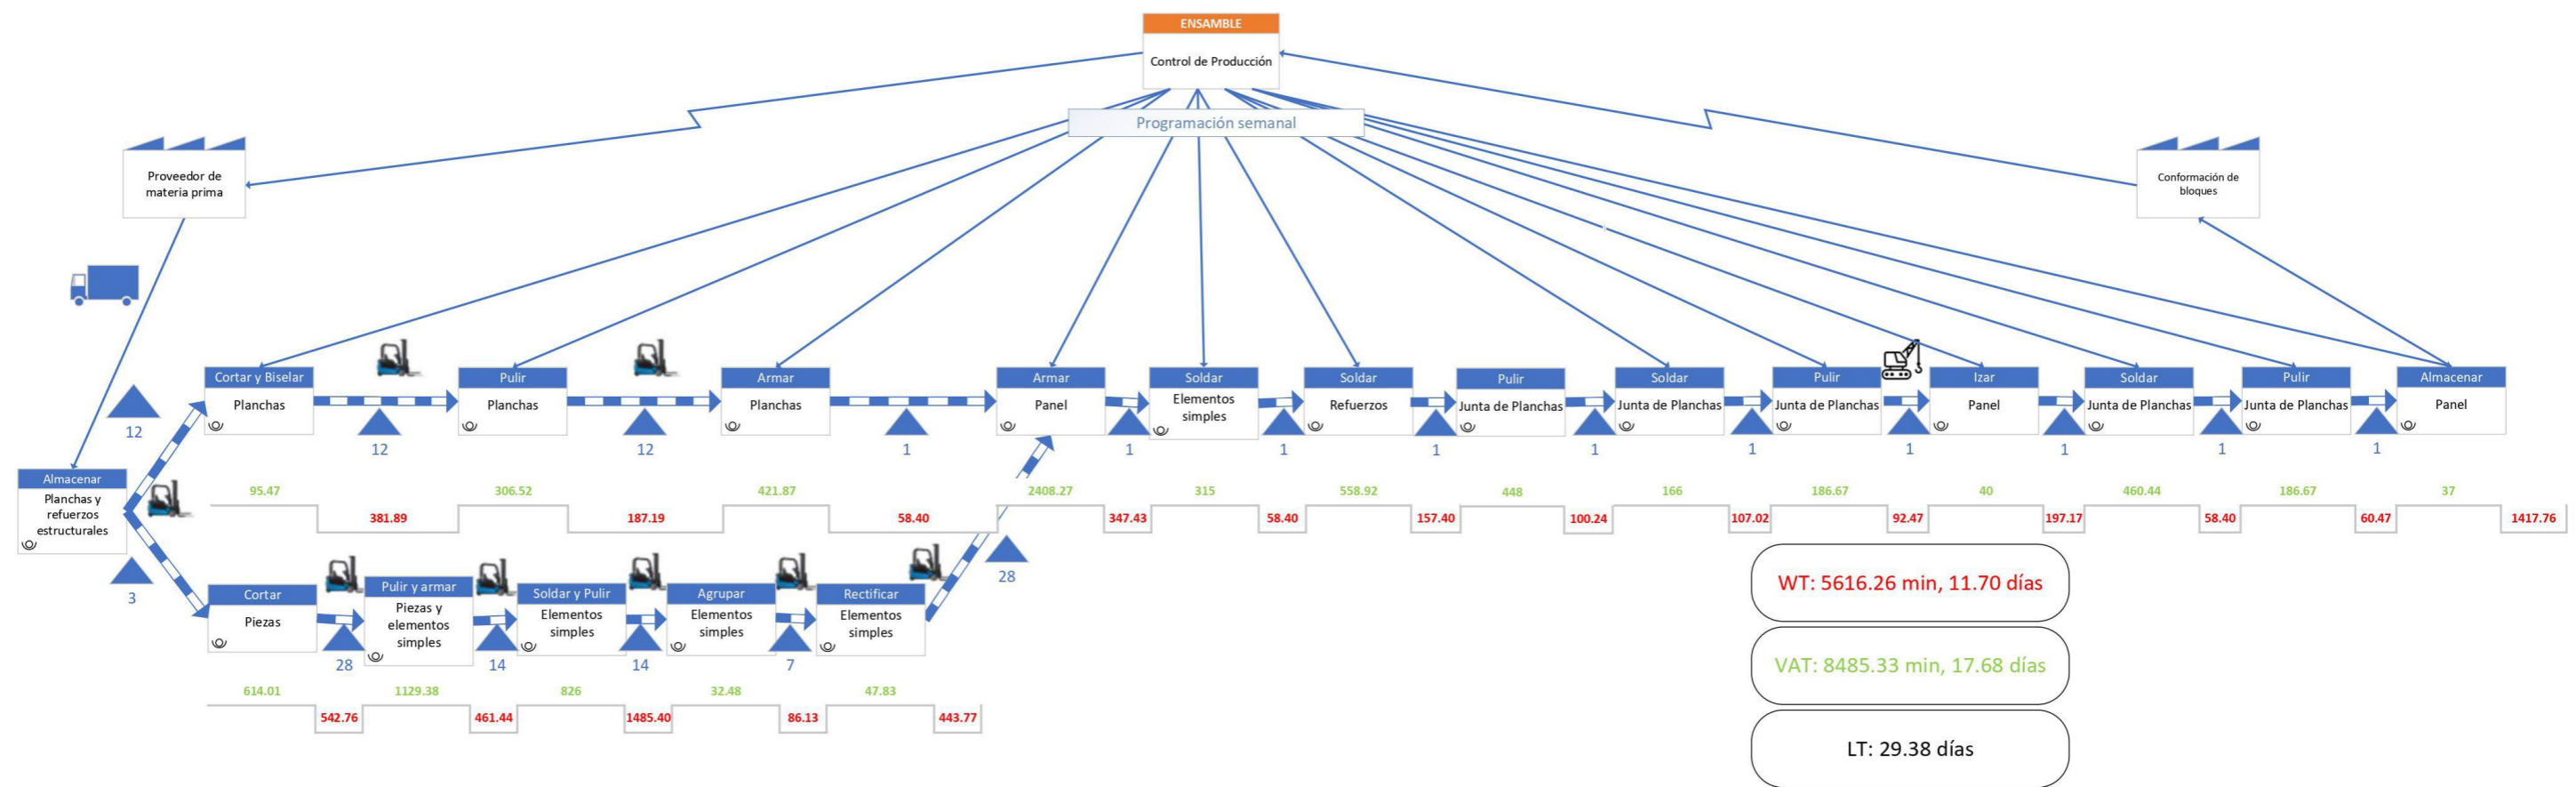 ENSAMBLE
Control de Producción
Programación semanal
Proveedor de
materia prima
Conformación de
bloques
Cortar y Biselar
Planchas
Pulir
Planchas
Armar
Planchas
Armar
Panel
Soldar
Elementos
simples
Soldar
Refuerzos
Pulir
Junta de Planchas
Soldar
Junta de Planchas
Pulir
Junta de Planchas
Izar
Panel
Soldar
Junta de Planchas
Pulir
Junta de Planchas
Almacenar
Panel
12
12
12
1
1
1
1
1
1
1
1
1
1
Almacenar
Planchas y
refuerzos
estructurales
95.47
381.89
306.52
187.19
421.87
58.40
2408.27
347.43
315
58.40
558.92
157.40
448
100.24
166
107.02
186.67
92.47
40
197.17
460.44
58.40
186.67
60.47
37
1417.76
3
Cortar
Piezas
28
Pulir y armar
Piezas y
elementos
simples
14
Soldar y Pulir
Elementos
simples
14
Agrupar
Elementos
simples
7
Rectificar
Elementos
simples
28
614.01
542.76
1129.38
461.44
826
1485.40
32.48
86.13
47.83
443.77
WT: 5616.26 min, 11.70 días
VAT: 8485.33 min, 17.68 días
LT: 29.38 días